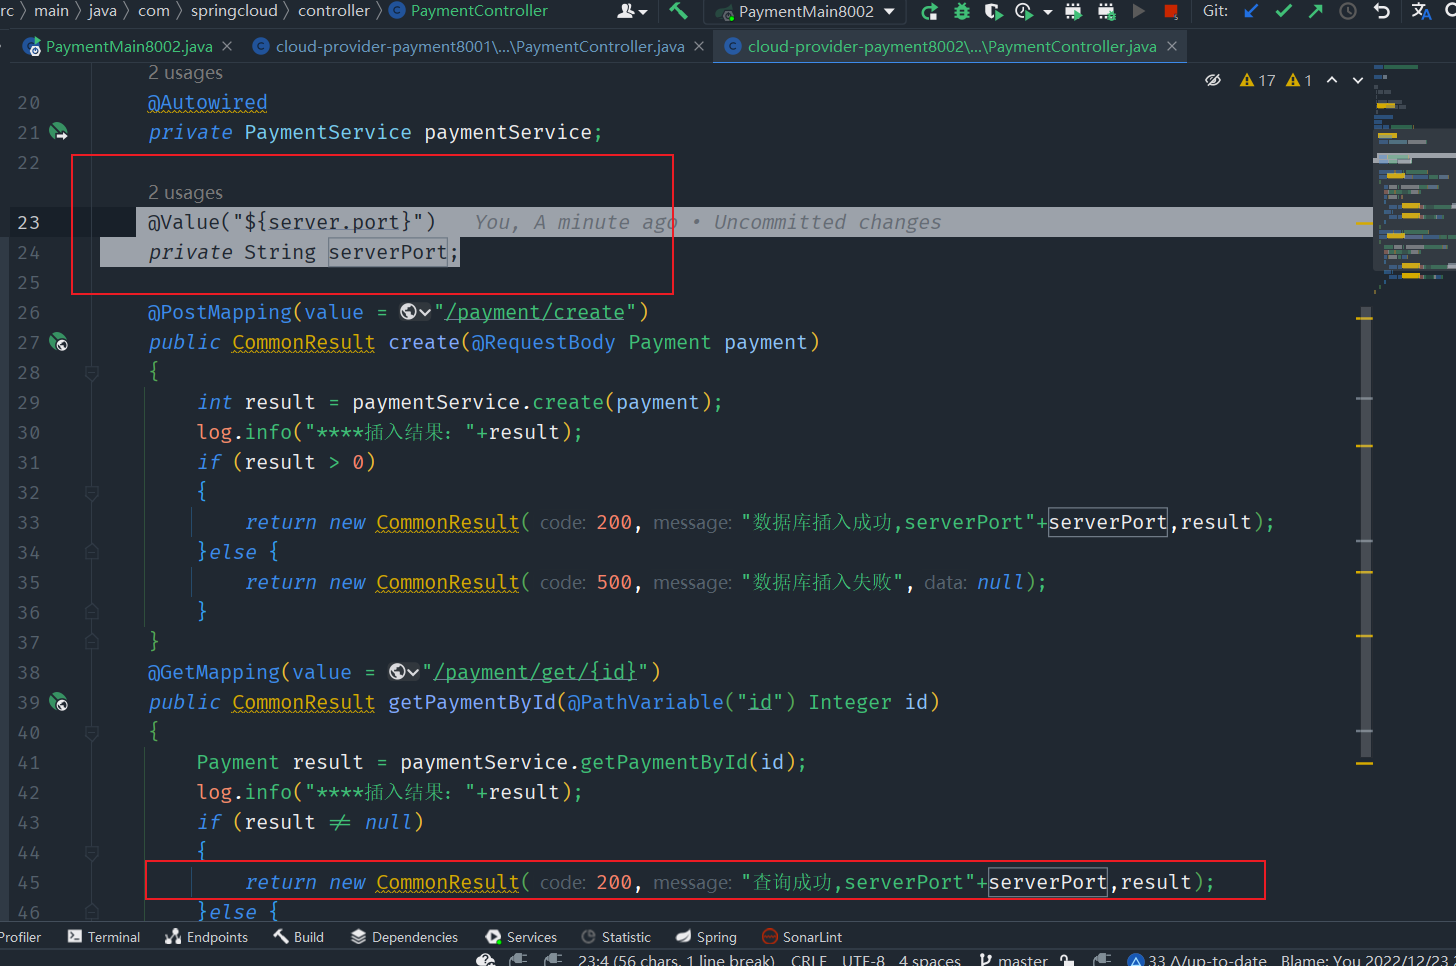 rc main java com springcloud controller PaymentController PaymentMain8002 Git:
PaymentMain8002.java cloud-provider-payment8001\...\PaymentController.java cloud-provider-payment8002\...\PaymentController.java
2 usages
17 1
20 @Autowired
21 private PaymentService paymentService;
22
2 usages
23 @Value("${server.port}") You, A minute ago • Uncommitted changes
24 private String serverPort;
25
26 @PostMapping(value = "/payment/create")
27 public CommonResult create(@RequestBody Payment payment)
28 {
29 int result = paymentService.create(payment);
30 log.info("****插入结果: "+result);
31 if (result > 0)
32 {
33 return new CommonResult( code: 200, message: "数据库插入成功,serverPort"+serverPort,result);
34 }else {
35 return new CommonResult( code: 500, message: "数据库插入失败", data: null);
36 }
37 }
38 @GetMapping(value = "/payment/get/{id}")
39 public CommonResult getPaymentById(@PathVariable("id") Integer id)
40 {
41 Payment result = paymentService.getPaymentById(id);
42 log.info("****插入结果: "+result);
43 if (result ≠ null)
44 {
45 return new CommonResult( code: 200, message: "查询成功,serverPort"+serverPort,result);
46 }else {
Profiler Terminal Endpoints Build Dependencies Services Statistic Spring SonarLint
23:4 (56 chars, 1 line break) CRLF UTF-8 4 spaces master 33 ∧/up-to-date Blame: You 2022/12/23